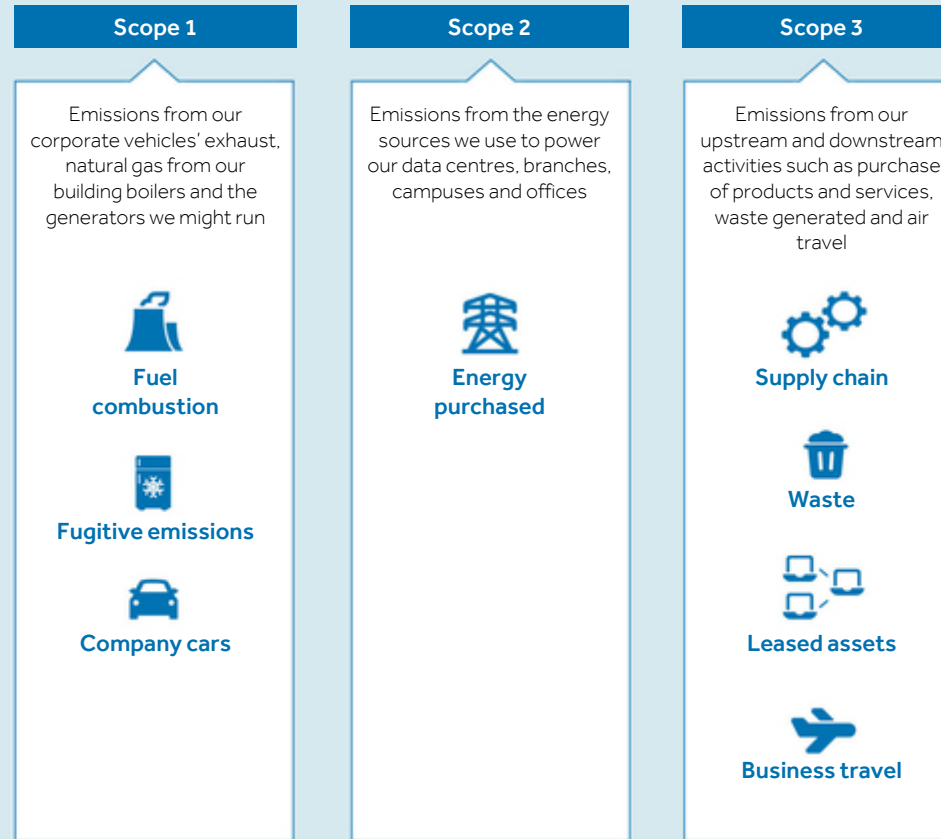 Scope 1
Emissions from our
corporate vehicles’ exhaust,
natural gas from our
building boilers and the
generators we might run
Fuel
combustion
Fugitive emissions
Company cars
Scope 2
Emissions from the energy
sources we use to power
our data centres, branches,
campuses and offices
Energy
purchased
Scope 3
Emissions from our
upstream and downstream
activities such as purchase
of products and services,
waste generated and air
travel
Supply chain
Waste
Leased assets
Business travel